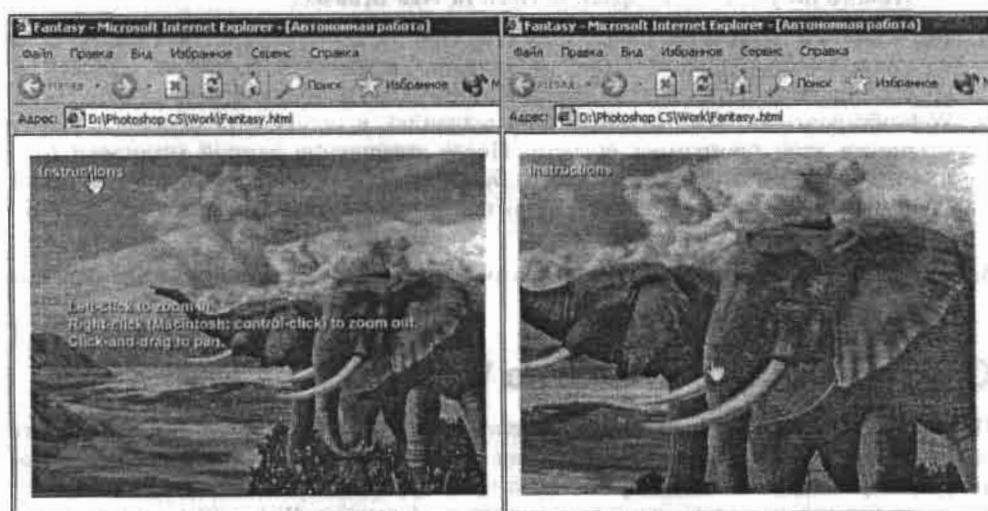 Fantasy - Microsoft Internet Explorer - [Автономная работа]
Файл Правка Вид Избранное Сервис Справка
Назад Поиск Избранное
Адрес: D:\Photoshop CS\Work\Fantasy.html
Instructions
Left-click to zoom in.
Right-click (Macintosh: control-click) to zoom out.
Click-and-drag to pan.
Fantasy - Microsoft Internet Explorer - [Автономная работа]
Файл Правка Вид Избранное Сервис Справка
Назад Поиск Избранное М
Адрес: D:\Photoshop CS\Work\Fantasy.html
Instructions